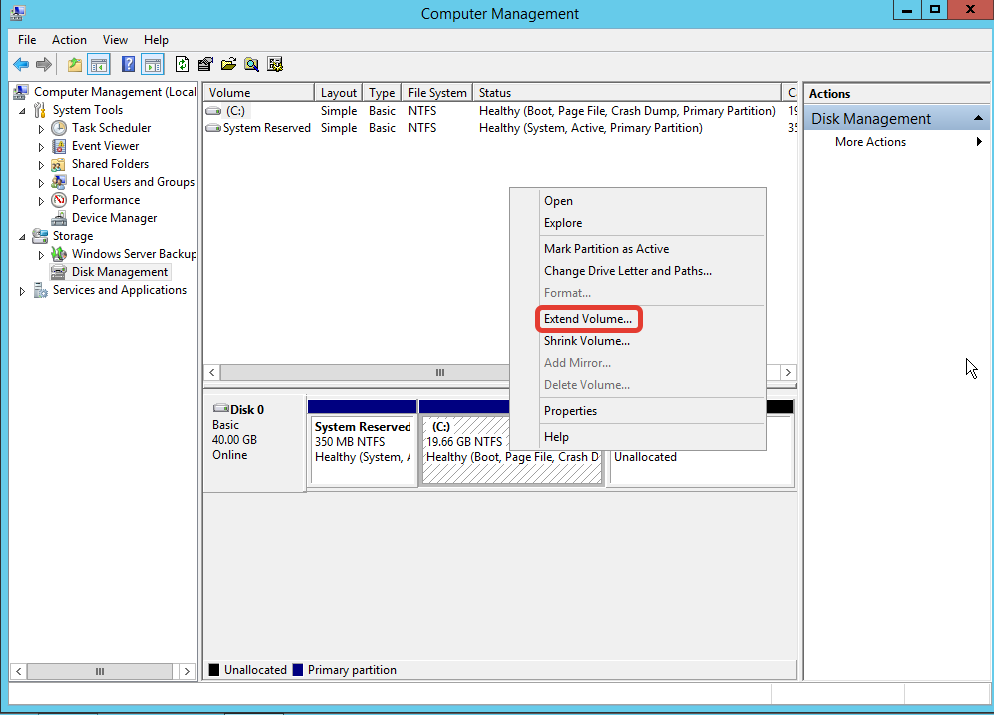 Computer Management
File Action View Help
Computer Management (Local
System Tools
Task Scheduler
Event Viewer
Shared Folders
Local Users and Groups
Performance
Device Manager
Storage
Windows Server Backup
Disk Management
Services and Applications
Volume Layout Type File System Status C
(C:) Simple Basic NTFS Healthy (Boot, Page File, Crash Dump, Primary Partition) 19
System Reserved Simple Basic NTFS Healthy (System, Active, Primary Partition) 35
Open
Explore
Mark Partition as Active
Change Drive Letter and Paths...
Format...
Extend Volume...
Shrink Volume...
Add Mirror...
Delete Volume...
Properties
Help
Disk 0
Basic
40.00 GB
Online
System Reserved
350 MB NTFS
Healthy (System, A
(C:)
19.66 GB NTFS
Healthy (Boot, Page File, Crash D
Unallocated
Unallocated Primary partition
Actions
Disk Management
More Actions